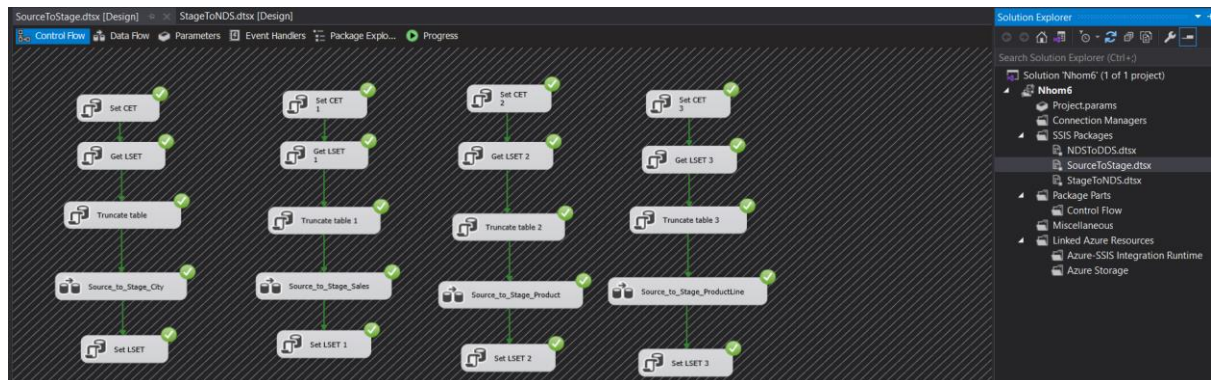 SourceToStage.dtsx [Design]
StageToNDS.dtsx [Design]
Control Flow
Data Flow
Parameters
Event Handlers
Package Explo...
Progress
Set CET
Get LSET
Truncate table
Source_to_Stage_City
Set LSET
Set CET
1
Get LSET
1
Truncate table 1
Source_to_Stage_Sales
Set LSET 1
Set CET
2
Get LSET 2
Truncate table 2
Source_to_Stage_Product
Set LSET 2
Set CET
3
Get LSET 3
Truncate table 3
Source_to_Stage_ProductLine
Set LSET 3
Solution Explorer
Search Solution Explorer (Ctrl+;)
Solution 'Nhom6' (1 of 1 project)
Nhom6
Project.params
Connection Managers
SSIS Packages
NDSToDDS.dtsx
SourceToStage.dtsx
StageToNDS.dtsx
Package Parts
Control Flow
Miscellaneous
Linked Azure Resources
Azure-SSIS Integration Runtime
Azure Storage